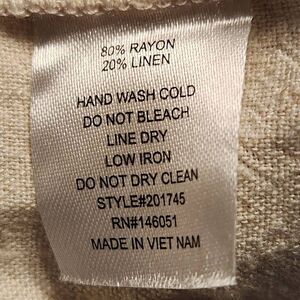 80% RAYON
20% LINEN
HAND WASH COLD
DO NOT BLEACH
LINE DRY
LOW IRON
DO NOT DRY CLEAN
STYLE#201745
RN#146051
MADE IN VIET NAM